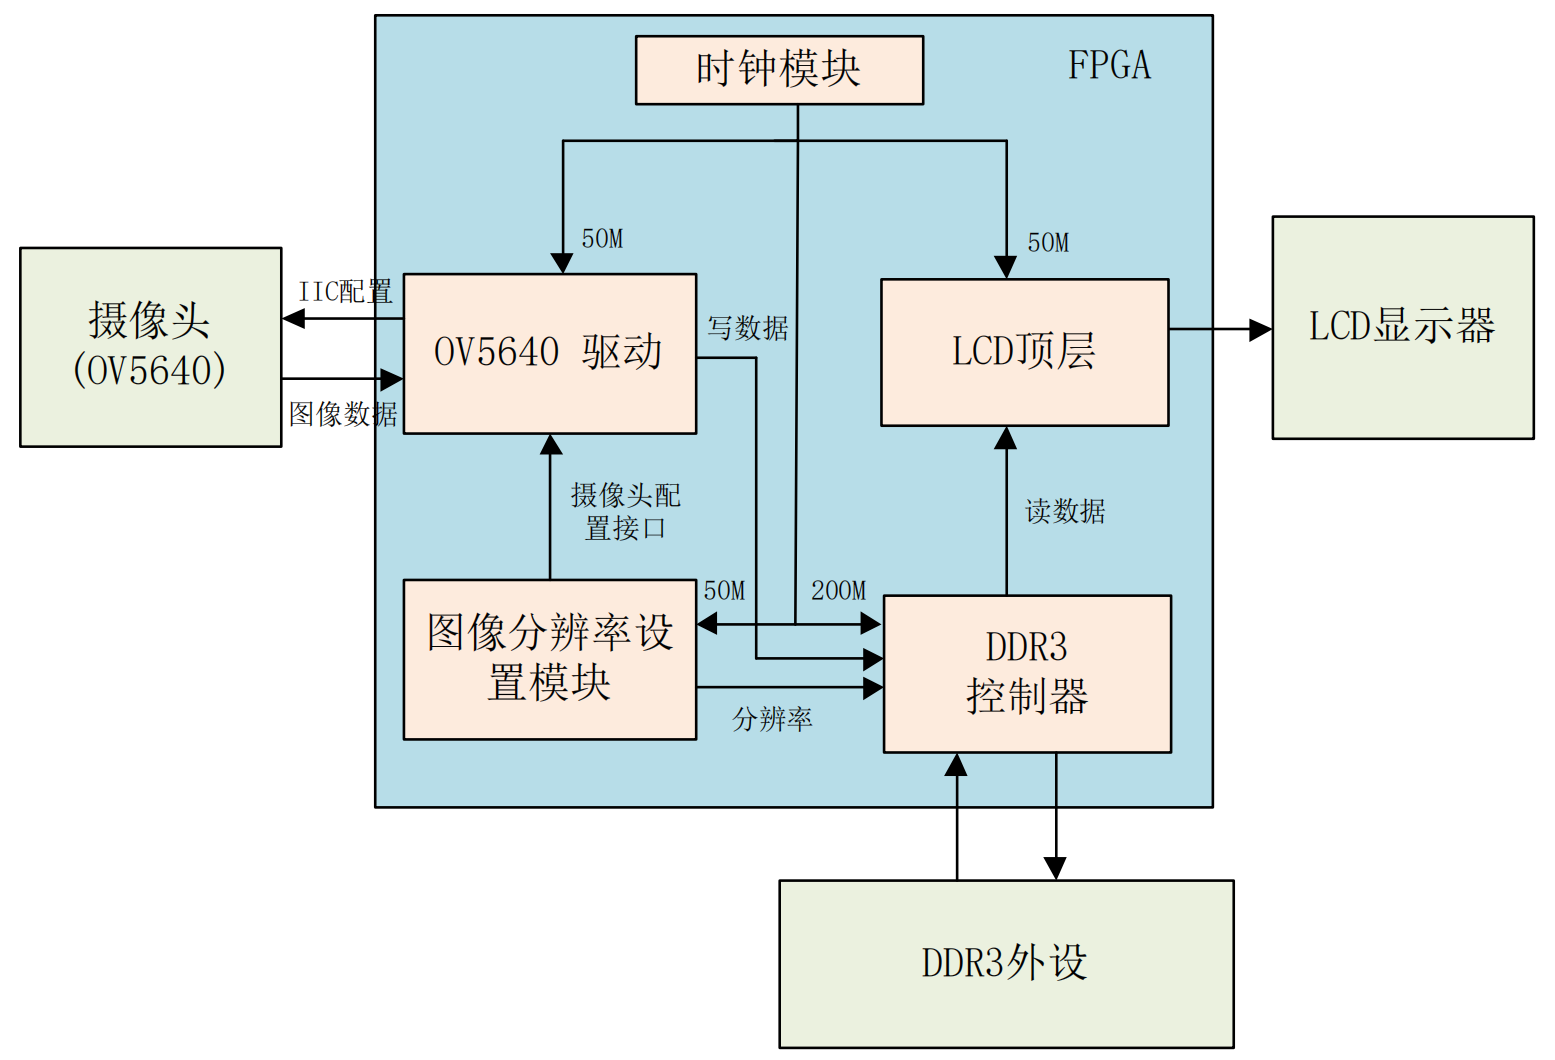 时钟模块
FPGA
50M
50M
IIC配置
摄像头
(OV5640)
图像数据
OV5640 驱动
写数据
LCD顶层
LCD显示器
摄像头配
置接口
读数据
50M
200M
图像分辨率设
置模块
分辨率
DDR3
控制器
DDR3外设